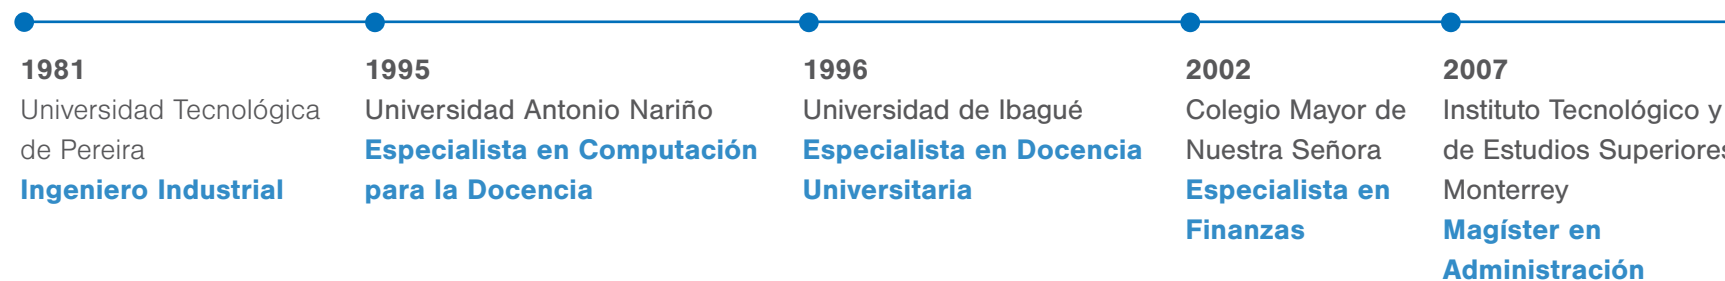 1981
Universidad Tecnológica
de Pereira
Ingeniero Industrial
1995
Universidad Antonio Nariño
Especialista en Computación
para la Docencia
1996
Universidad de Ibagué
Especialista en Docencia
Universitaria
2002
Colegio Mayor de
Nuestra Señora
Especialista en
Finanzas
2007
Instituto Tecnológico y
de Estudios Superiores
Monterrey
Magíster en
Administración